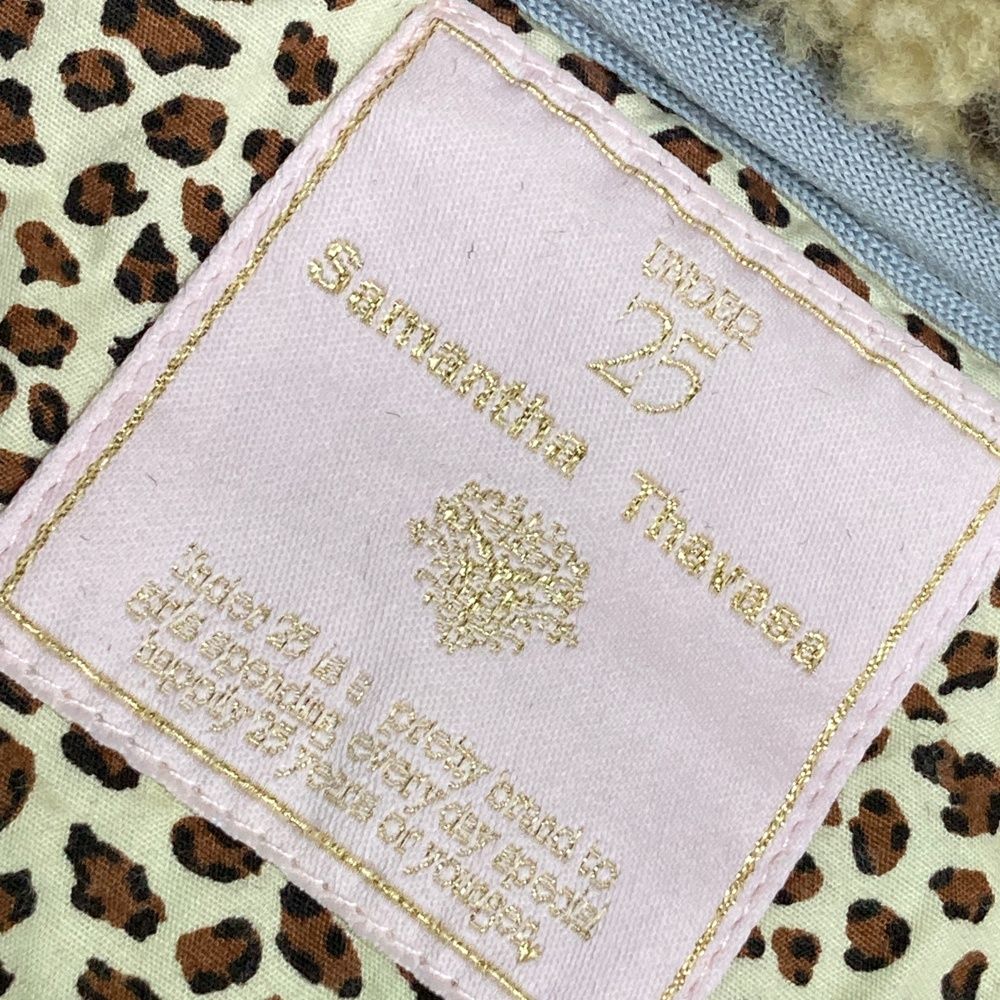 UNDER
25
Samantha Thavasa
Under 25 is a pretty brand to
girls spending every day special
happily 25 years or younger.